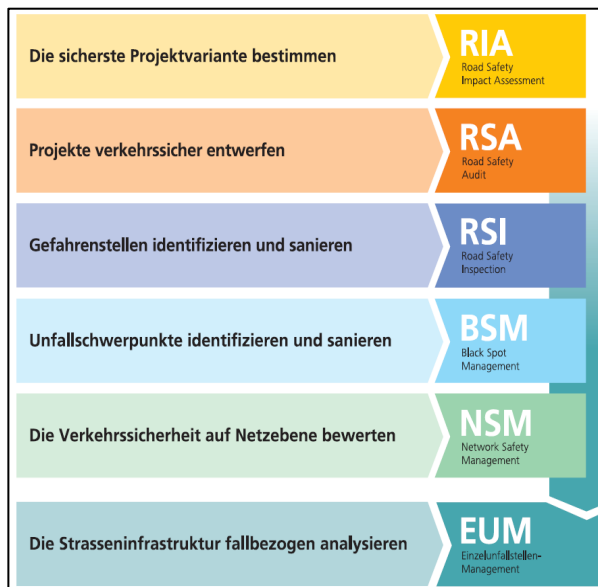 Die sicherste Projektvariante bestimmen
RIA
Road Safety
Impact Assessment
Projekte verkehrssicher entwerfen
RSA
Road Safety
Audit
Gefahrenstellen identifizieren und sanieren
RSI
Road Safety
Inspection
Unfallschwerpunkte identifizieren und sanieren
BSM
Black Spot
Management
Die Verkehrssicherheit auf Netzebene bewerten
NSM
Network Safety
Management
Die Strasseninfrastruktur fallbezogen analysieren
EUM
Einzelunfallstellen-
Management